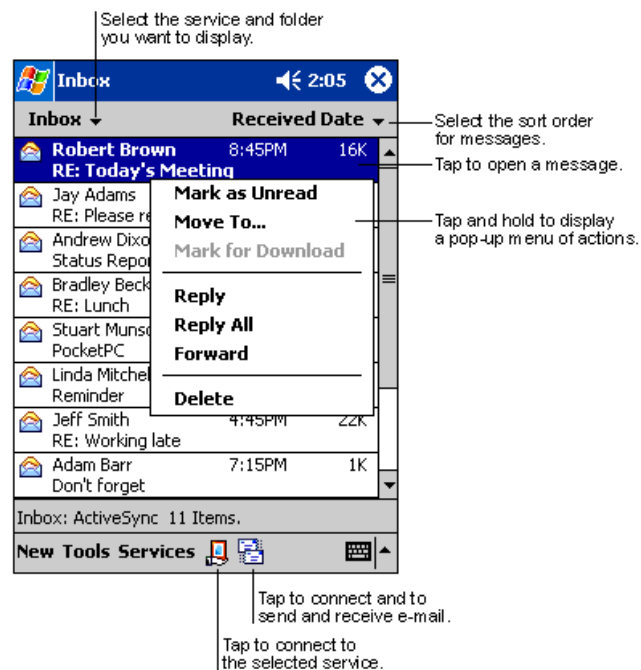 Select the service and folder
you want to display.
Inbox 2:05
Inbox Received Date
Select the sort order
for messages.
Robert Brown 8:45PM 16K
RE: Today's Meeting
Tap to open a message.
Jay Adams
RE: Please re
Mark as Unread
Move To...
Mark for Download
Reply
Reply All
Forward
Delete
Tap and hold to display
a pop-up menu of actions.
Andrew Dixo
Status Repor
Bradley Beck
RE: Lunch
Stuart Munso
PocketPC
Linda Mitchel
Reminder
Jeff Smith 4:45PM 22K
RE: Working late
Adam Barr 7:15PM 1K
Don't forget
Inbox: ActiveSync 11 Items.
New Tools Services
Tap to connect and to
send and receive e-mail.
Tap to connect to
the selected service.